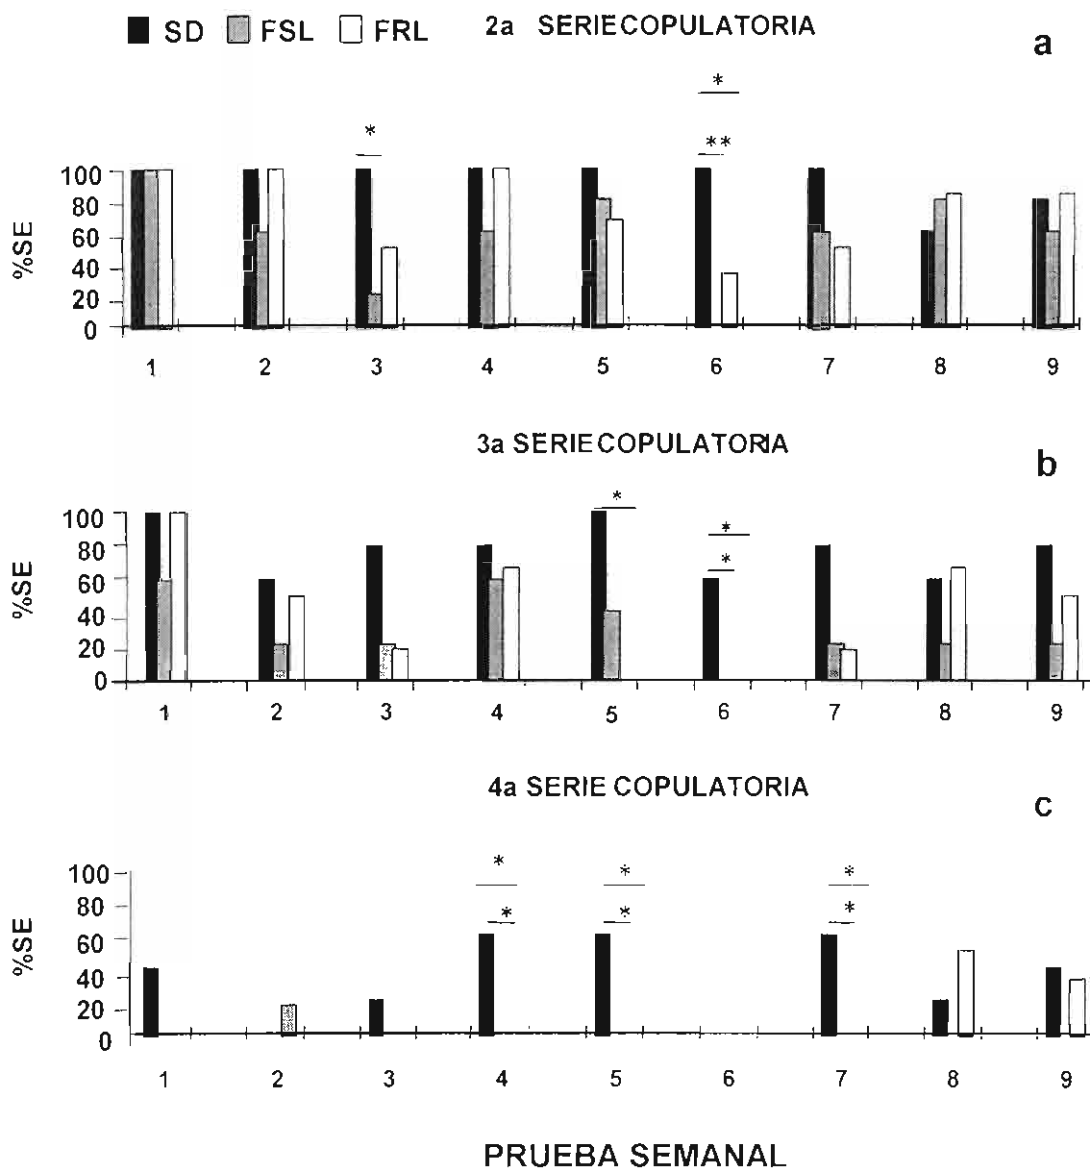 SD FSL FRL 2a SERIE COPULATORIA
a
*
* * **
100
80
60
40
20
0
%SE
1 2 3 4 5 6 7 8 9
3a SERIE COPULATORIA
b
* *
*
100
80
60
40
20
0
%SE
1 2 3 4 5 6 7 8 9
4a SERIE COPULATORIA
c
* * *
* * *
100
80
60
40
20
0
%SE
1 2 3 4 5 6 7 8 9
PRUEBA SEMANAL